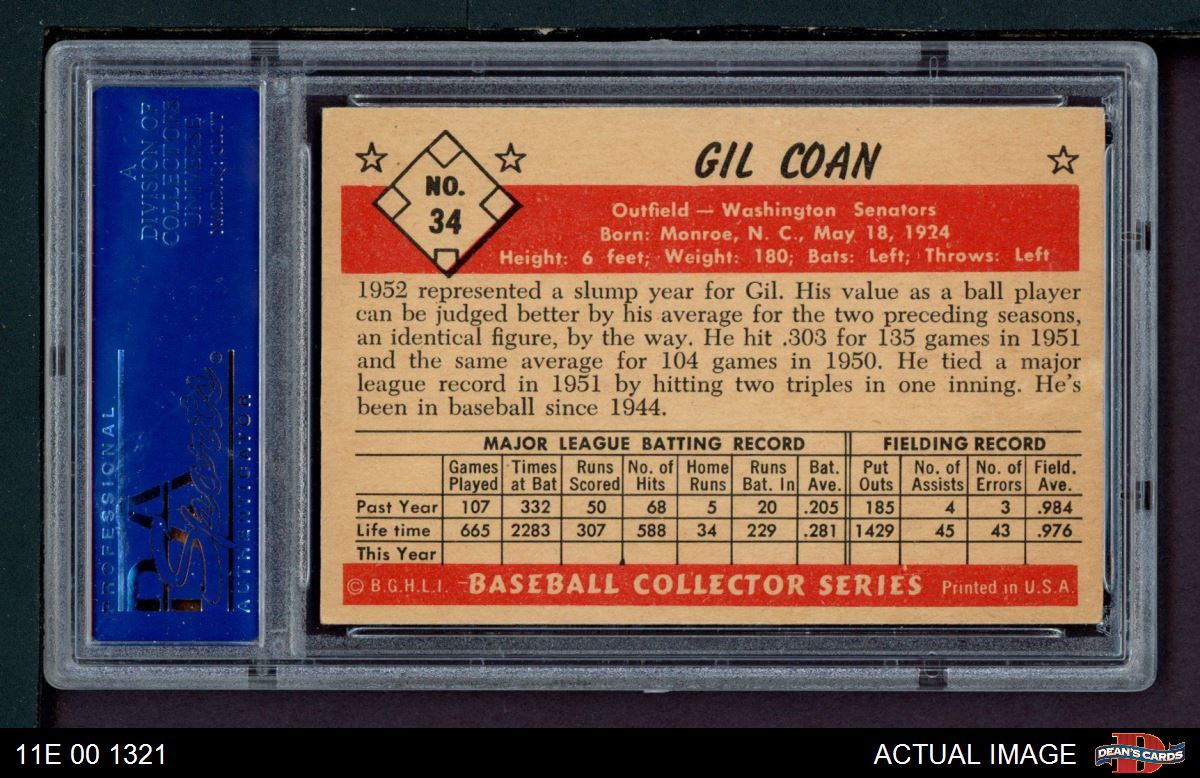 A
DIVISION OF
COLLECTORS
UNIVERSE
PROFESSIONAL
PSA
Sports
AUTHENTICATOR
GIL COAN
NO.
34
Outfield — Washington Senators
Born: Monroe, N. C., May 18, 1924
Height: 6 feet; Weight: 180; Bats: Left; Throws: Left
1952 represented a slump year for Gil. His value as a ball player
can be judged better by his average for the two preceding seasons,
an identical figure, by the way. He hit .303 for 135 games in 1951
and the same average for 104 games in 1950. He tied a major
league record in 1951 by hitting two triples in one inning. He's
been in baseball since 1944.
MAJOR LEAGUE BATTING RECORD FIELDING RECORD
Games Times Runs No. of Home Runs Bat. Put No. of No. of Field.
Played at Bat Scored Hits Runs Bat. In Ave. Outs Assists Errors Ave.
Past Year 107 332 50 68 5 20 .205 185 4 3 .984
Life time 665 2283 307 588 34 229 .281 1429 45 43 .976
This Year
© B.G.H.L.I. –BASEBALL COLLECTOR SERIES Printed in U.S.A.
11E 00 1321 ACTUAL IMAGE DEAN'S CARDS